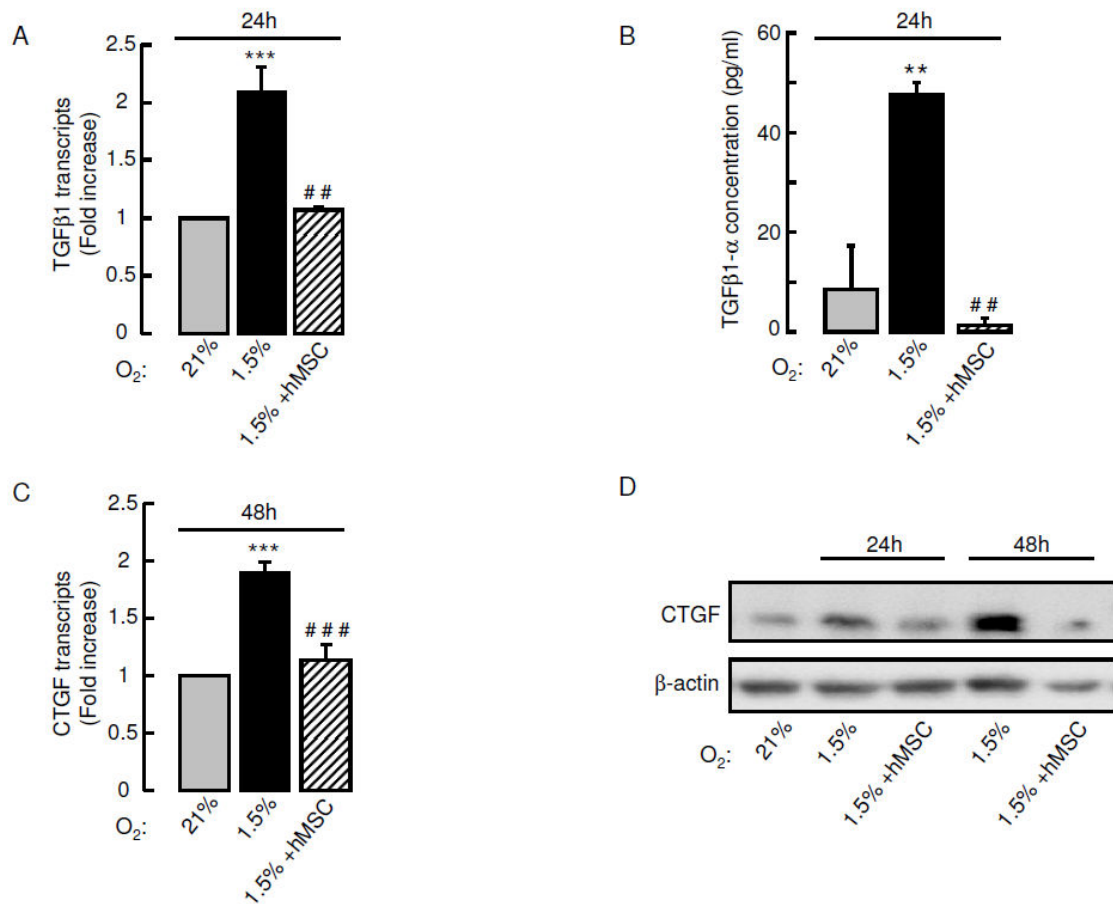 A
24h
TGFβ1 transcripts
(Fold increase)
2.5
2
1.5
1
0.5
0
***
# #
O2:
21%
1.5%
1.5% +hMSC
B
24h
TGFβ1-α concentration (pg/ml)
60
40
20
0
**
# #
O2:
21%
1.5%
1.5% +hMSC
C
48h
CTGF transcripts
(Fold increase)
2.5
2
1.5
1
0.5
0
***
# # #
O2:
21%
1.5%
1.5% +hMSC
D
24h
48h
CTGF
β-actin
O2:
21%
1.5%
1.5% +hMSC
1.5%
1.5% +hMSC